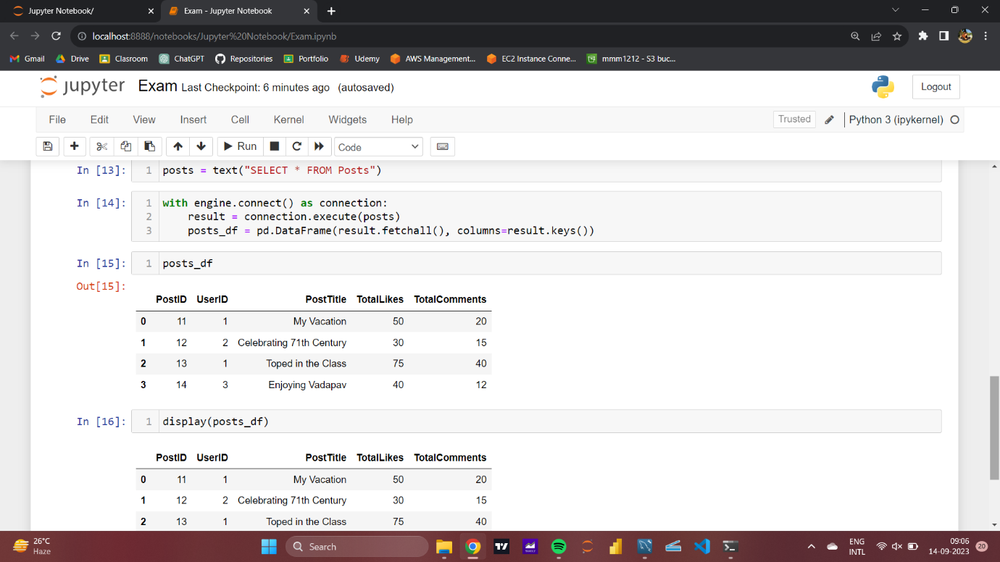 Jupyter Notebook/
Exam - Jupyter Notebook
localhost:8888/notebooks/Jupyter%20Notebook/Exam.ipynb
Gmail Drive Clasroom ChatGPT Repositories Portfolio Udemy AWS Management... EC2 Instance Conne... mmm1212 - S3 buc...
jupyter Exam Last Checkpoint: 6 minutes ago (autosaved)
Logout
File Edit View Insert Cell Kernel Widgets Help
Trusted
Python 3 (ipykernel)
Run
Code
In [13]: 1 posts = text("SELECT * FROM Posts")
In [14]: 1 with engine.connect() as connection:
2 result = connection.execute(posts)
3 posts_df = pd.DataFrame(result.fetchall(), columns=result.keys())
In [15]: 1 posts_df
Out[15]:
PostID UserID PostTitle TotalLikes TotalComments
0 11 1 My Vacation 50 20
1 12 2 Celebrating 71th Century 30 15
2 13 1 Toped in the Class 75 40
3 14 3 Enjoying Vadapav 40 12
In [16]: 1 display(posts_df)
PostID UserID PostTitle TotalLikes TotalComments
0 11 1 My Vacation 50 20
1 12 2 Celebrating 71th Century 30 15
2 13 1 Toped in the Class 75 40
26°C
Haze
Search
ENG
INTL
09:06
14-09-2023
20